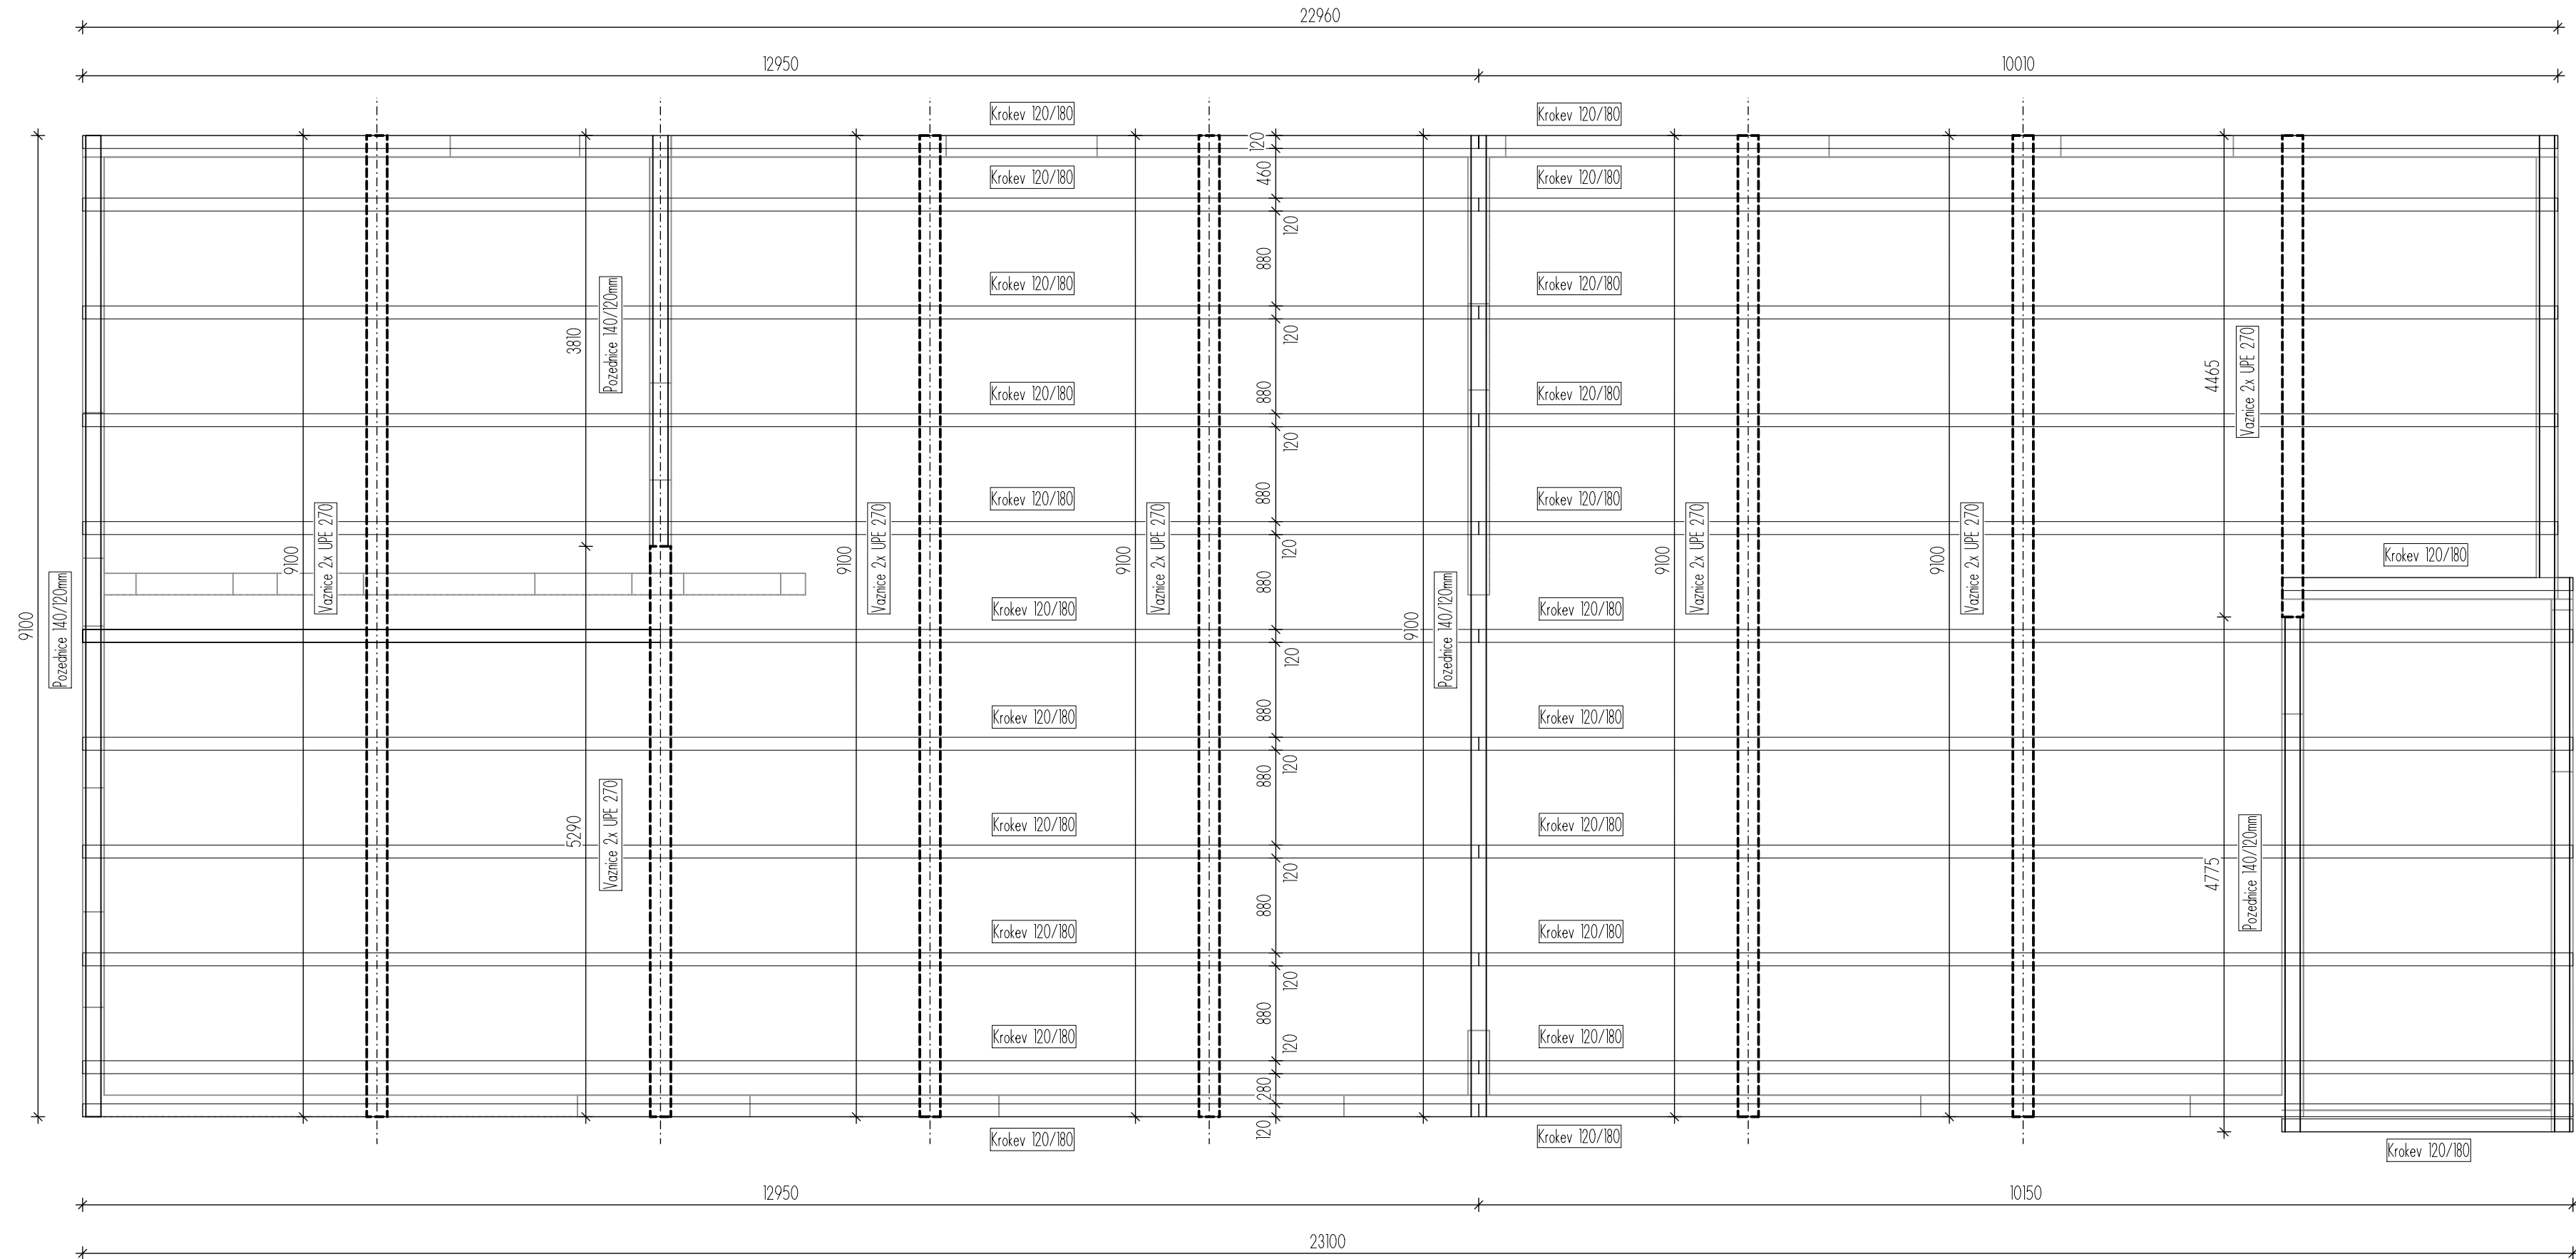 22960
12950
10010
Krokev 120/180
Krokev 120/180
120
Krokev 120/180
460
Krokev 120/180
120
880
Krokev 120/180
Krokev 120/180
Pozednice 140/120mm
3810
120
Vaznice 2x UPE 270
4465
880
Krokev 120/180
Krokev 120/180
120
880
Krokev 120/180
Krokev 120/180
9100
Vaznice 2x UPE 270
9100
Vaznice 2x UPE 270
9100
Vaznice 2x UPE 270
120
9100
Vaznice 2x UPE 270
9100
Vaznice 2x UPE 270
Krokev 120/180
880
Krokev 120/180
Krokev 120/180
9100
Pozednice 140/120mm
9100
Pozednice 140/120mm
120
880
Krokev 120/180
Krokev 120/180
120
880
5290
Vaznice 2x UPE 270
Krokev 120/180
Krokev 120/180
4775
Pozednice 140/120mm
120
880
Krokev 120/180
Krokev 120/180
120
880
Krokev 120/180
Krokev 120/180
120
280
120
Krokev 120/180
Krokev 120/180
Krokev 120/180
12950
10150
23100